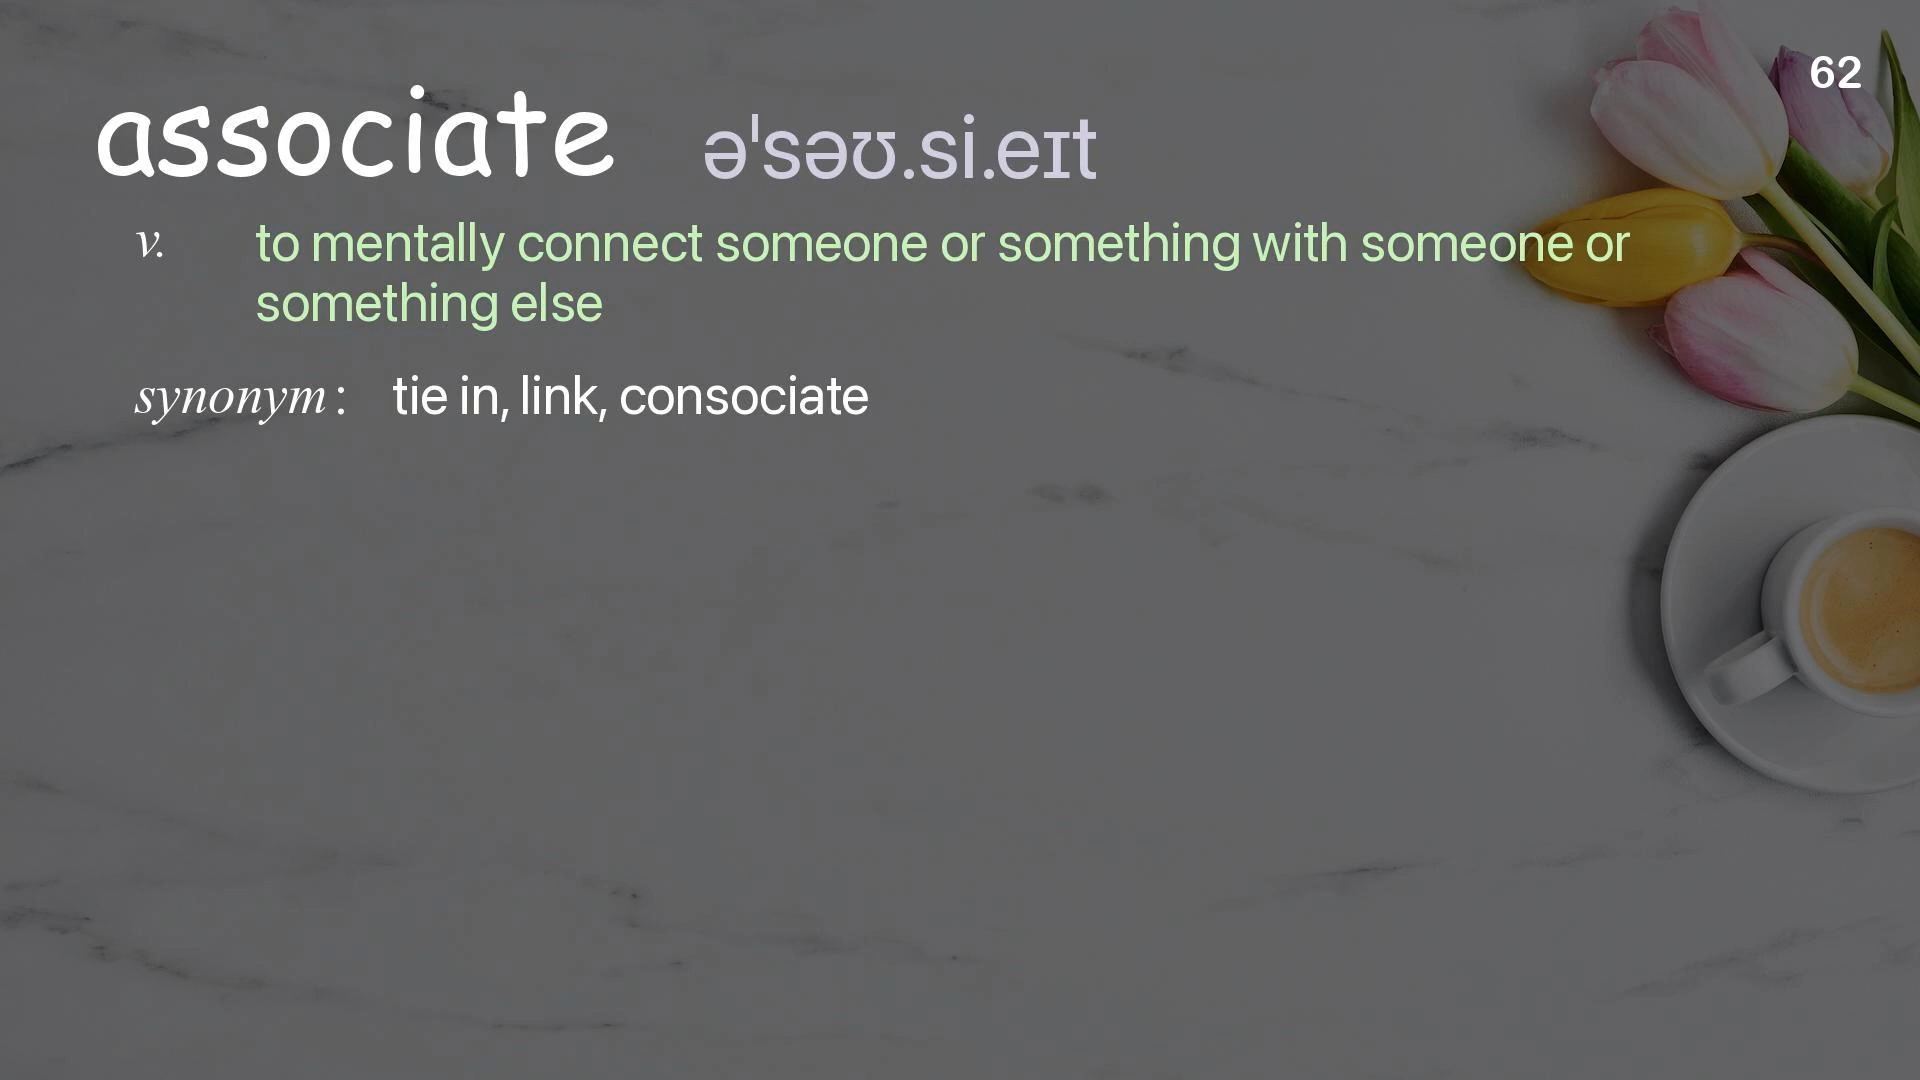 62
associate əˈsəʊ.si.eɪt
v. to mentally connect someone or something with someone or
something else
synonym : tie in, link, consociate